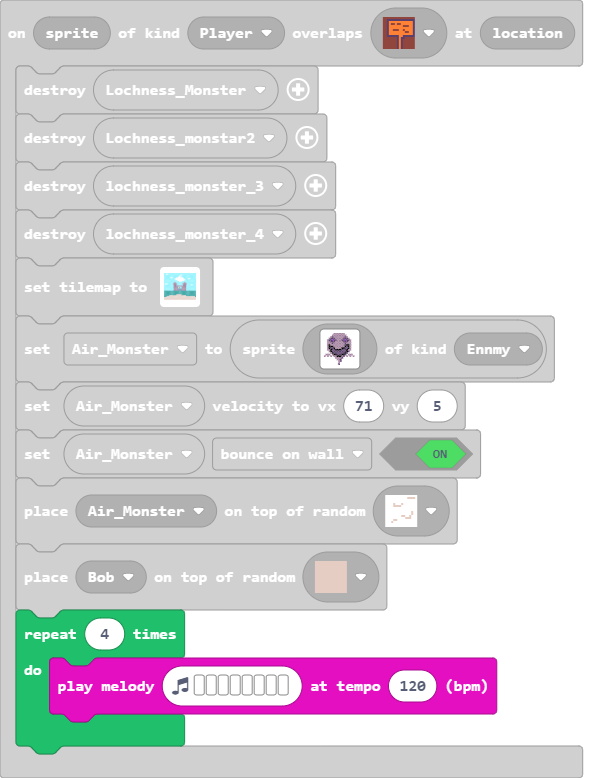 on sprite of kind Player overlaps at location
destroy Lochness_Monster
destroy Lochness_monstar2
destroy lochness_monster_3
destroy lochness_monster_4
set tilemap to
set Air_Monster to sprite of kind Ennmy
set Air_Monster velocity to vx 71 vy 5
set Air_Monster bounce on wall ON
place Air_Monster on top of random
place Bob on top of random
repeat 4 times
do
play melody at tempo 120 (bpm)